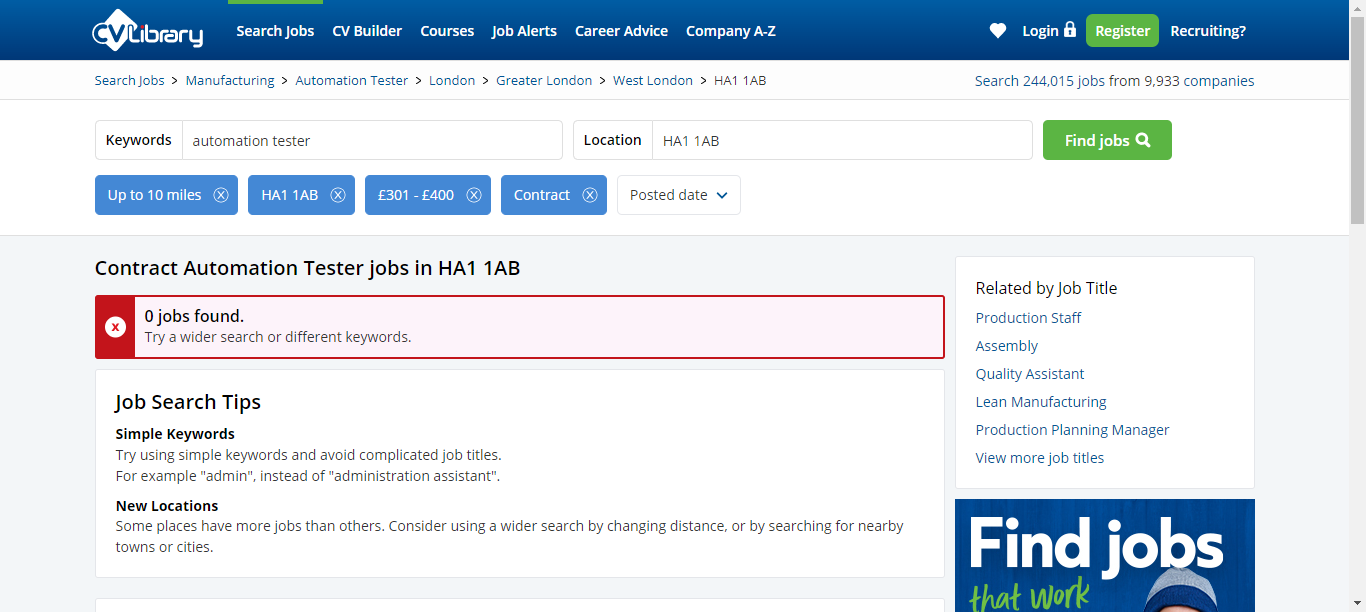 CVLibrary
Search Jobs CV Builder Courses Job Alerts Career Advice Company A-Z Login Register Recruiting?
Search Jobs > Manufacturing > Automation Tester > London > Greater London > West London > HA1 1AB
Search 244,015 jobs from 9,933 companies
Keywords automation tester Location HA1 1AB Find jobs
Up to 10 miles HA1 1AB £301 - £400 Contract Posted date
Contract Automation Tester jobs in HA1 1AB
0 jobs found.
Try a wider search or different keywords.
Job Search Tips
Simple Keywords
Try using simple keywords and avoid complicated job titles.
For example "admin", instead of "administration assistant".
New Locations
Some places have more jobs than others. Consider using a wider search by changing distance, or by searching for nearby
towns or cities.
Related by Job Title
Production Staff
Assembly
Quality Assistant
Lean Manufacturing
Production Planning Manager
View more job titles
Find jobs
that work